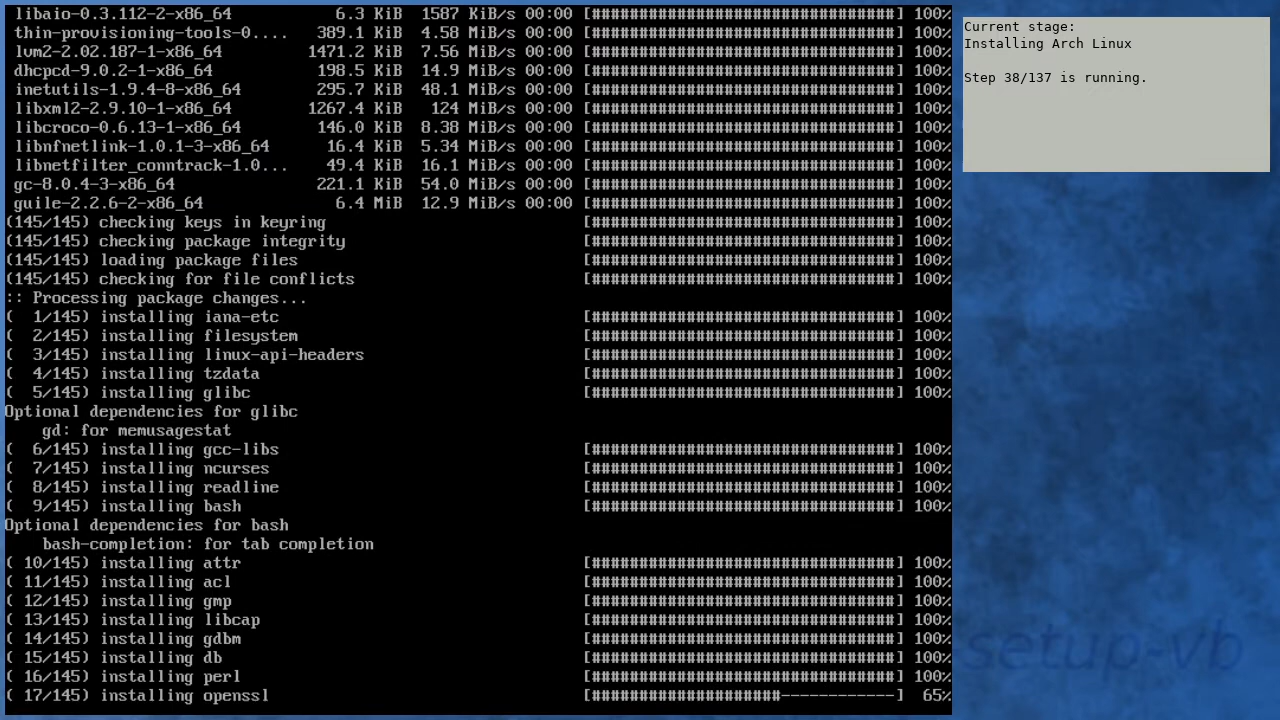 libaio-0.3.112-2-x86_64 6.3 KiB 1587 KiB/s 00:00 [################################] 100%
thin-provisioning-tools-0.... 389.1 KiB 4.58 MiB/s 00:00 [################################] 100%
lvm2-2.02.187-1-x86_64 1471.2 KiB 7.56 MiB/s 00:00 [################################] 100%
dhcpcd-9.0.2-1-x86_64 198.5 KiB 14.9 MiB/s 00:00 [################################] 100%
inetutils-1.9.4-8-x86_64 295.7 KiB 48.1 MiB/s 00:00 [################################] 100%
libxml2-2.9.10-1-x86_64 1267.4 KiB 124 MiB/s 00:00 [################################] 100%
libcroco-0.6.13-1-x86_64 146.0 KiB 8.38 MiB/s 00:00 [################################] 100%
libnfnetlink-1.0.1-3-x86_64 16.4 KiB 5.34 MiB/s 00:00 [################################] 100%
libnetfilter_conntrack-1.0... 49.4 KiB 16.1 MiB/s 00:00 [################################] 100%
gc-8.0.4-3-x86_64 221.1 KiB 54.0 MiB/s 00:00 [################################] 100%
guile-2.2.6-2-x86_64 6.4 MiB 12.9 MiB/s 00:00 [################################] 100%
(145/145) checking keys in keyring [################################] 100%
(145/145) checking package integrity [################################] 100%
(145/145) loading package files [################################] 100%
(145/145) checking for file conflicts [################################] 100%
:: Processing package changes...
( 1/145) installing iana-etc [################################] 100%
( 2/145) installing filesystem [################################] 100%
( 3/145) installing linux-api-headers [################################] 100%
( 4/145) installing tzdata [################################] 100%
( 5/145) installing glibc [################################] 100%
Optional dependencies for glibc
gd: for memusagestat
( 6/145) installing gcc-libs [################################] 100%
( 7/145) installing ncurses [################################] 100%
( 8/145) installing readline [################################] 100%
( 9/145) installing bash [################################] 100%
Optional dependencies for bash
bash-completion: for tab completion
( 10/145) installing attr [################################] 100%
( 11/145) installing acl [################################] 100%
( 12/145) installing gmp [################################] 100%
( 13/145) installing libcap [################################] 100%
( 14/145) installing gdbm [################################] 100%
( 15/145) installing db [################################] 100%
( 16/145) installing perl [################################] 100%
( 17/145) installing openssl [####################------------] 65%
Current stage:
Installing Arch Linux
Step 38/137 is running.
setup-vb